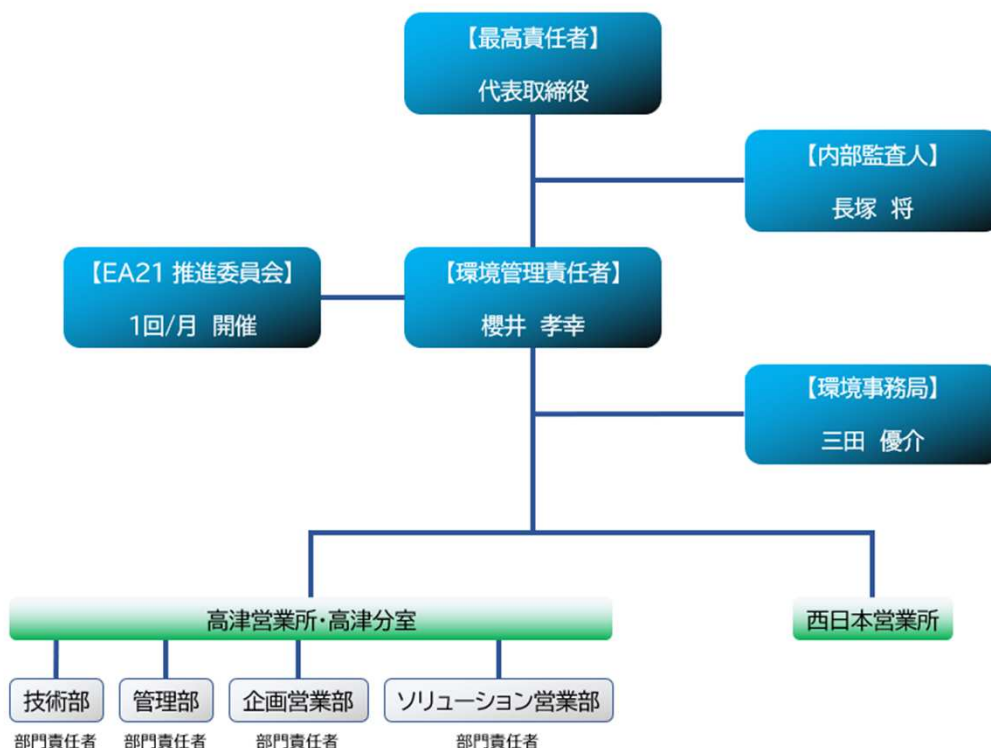 【最高責任者】
代表取締役
【内部監査人】
長塚 将
【EA21 推進委員会】
1回/月 開催
【環境管理責任者】
櫻井 孝幸
【環境事務局】
三田 優介
高津営業所・高津分室
西日本営業所
技術部
管理部
企画営業部
ソリューション営業部
部門責任者
部門責任者
部門責任者
部門責任者